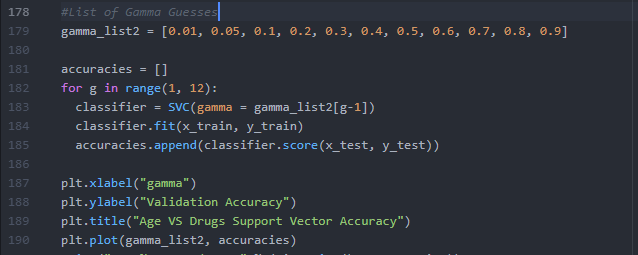 178 #List of Gamma Guesses
179 gamma_list2 = [0.01, 0.05, 0.1, 0.2, 0.3, 0.4, 0.5, 0.6, 0.7, 0.8, 0.9]
180
181 accuracies = []
182 for g in range(1, 12):
183   classifier = SVC(gamma = gamma_list2[g-1])
184   classifier.fit(x_train, y_train)
185   accuracies.append(classifier.score(x_test, y_test))
186
187 plt.xlabel("gamma")
188 plt.ylabel("Validation Accuracy")
189 plt.title("Age VS Drugs Support Vector Accuracy")
190 plt.plot(gamma_list2, accuracies)